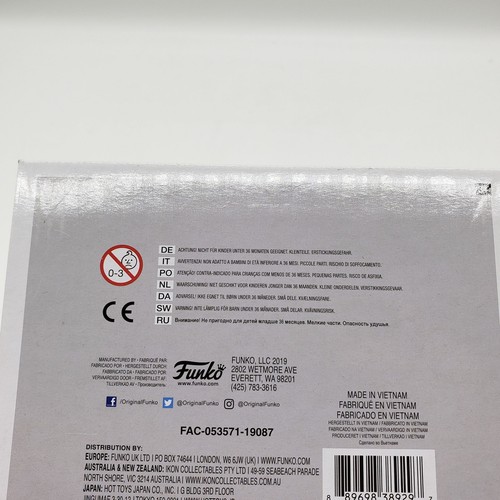 DE ACHTUNG! NICHT FÜR KINDER UNTER 36 MONATEN GEEIGNET. KLEINTEILE. ERSTICKUNGSGEFAHR.
IT AVVERTENZA! NON ADATTO A BAMBINI DI ETÀ INFERIORE A 36 MESI. PICCOLE PARTI. RISCHIO DI SOFFOCAMENTO.
PO ATENÇÃO! CONTRA-INDICADO PARA CRIANÇAS COM MENOS DE 36 MESES. PEQUENAS PARTES. RISCO DE ASFIXIA.
NL WAARSCHUWING! NIET GESCHIKT VOOR KINDEREN JONGER DAN 36 MAANDEN. KLEINE ONDERDELEN. VERSTIKKINGSGEVAAR.
DA ADVARSEL! IKKE EGNET TIL BØRN UNDER 36 MÅNEDER. SMÅ DELE. KVÆLNINGSFARE.
SW VARNING! INTE LÄMPLIG FÖR BARN UNDER 36 MÅNADER. SMÅ DELAR. KVÄVNINGSRISK.
RU Внимание! Не пригодно для детей младше 36 месяцев. Мелкие части. Опасность удушья.
0-3
CE
MANUFACTURED BY • FABRIQUÉ PAR
FABRICADO POR • HERGESTELLT DURCH
FABBRICATO DA • FABRICADO POR
VERVAARDIGD DOOR • FREMSTILLET AF
TILLVERKAD AV • Производитель
Funko
www.funko.com
FUNKO, LLC 2019
2802 WETMORE AVE
EVERETT, WA 98201
(425) 783-3616
/OriginalFunko @OriginalFunko @OriginalFunko
MADE IN VIETNAM
FABRIQUÉ EN VIETNAM
FABRICADO EN VIETNAM
HERGESTELLT IN VIETNAM • FABBRICATO IN VIETNAM
FABRICADO NA VIETNAM • VERVAARDIGD IN VIETNAM
PRODUCERET I VIETNAM • TILLVERKAD I VIETNAM
Сделано во Вьетнаме
FAC-053571-19087
DISTRIBUTION BY:
EUROPE: FUNKO UK LTD | PO BOX 74644 | LONDON, W6 6JW (UK) | WWW.FUNKO.EU
AUSTRALIA & NEW ZEALAND: IKON COLLECTABLES PTY LTD | 49-59 SEABEACH PARADE
NORTH SHORE, VIC 3214 AUSTRALIA | WWW.IKONCOLLECTABLES.COM
JAPAN: HOT TOYS JAPAN CO., INC. | G BLDG 3RD FLOOR
8 89698 38929